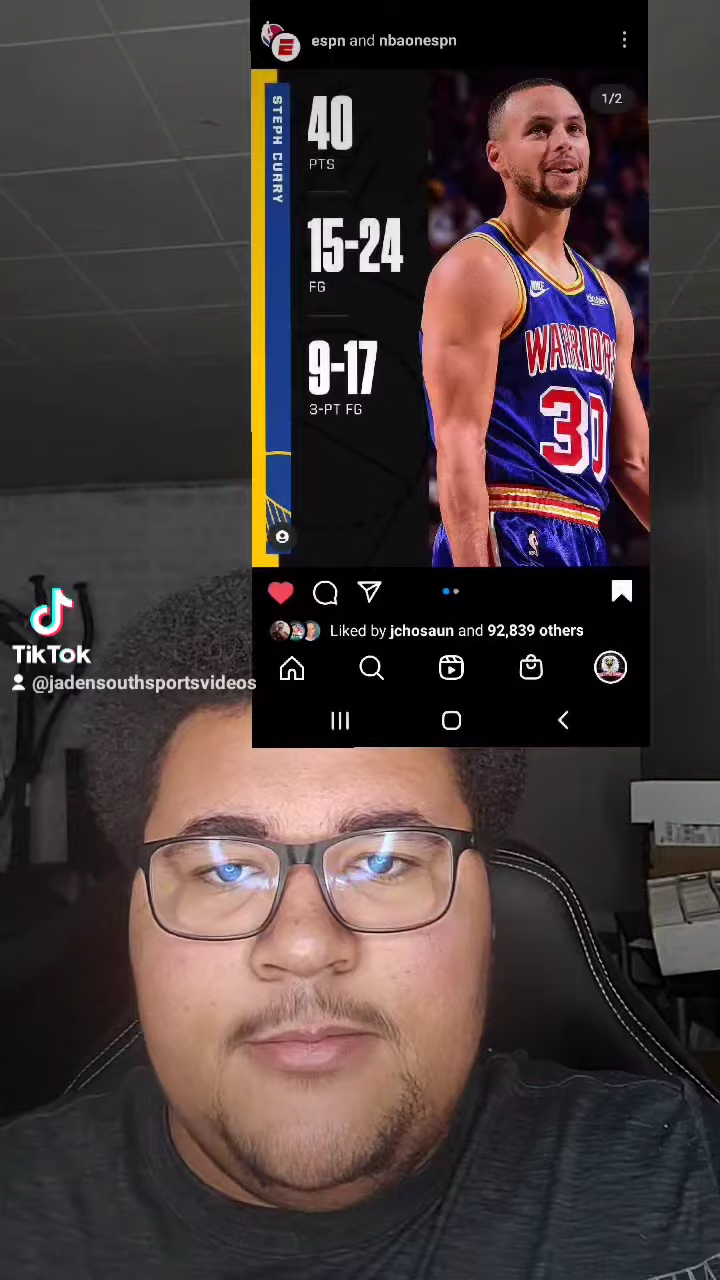 espn and nbaonespn
1/2
STEPH CURRY
40
PTS
15-24
FG
9-17
3-PT FG
NIKE
WARRIORS
30
Liked by jchosaun and 92,839 others
TikTok
@jadensouthsportsvideos